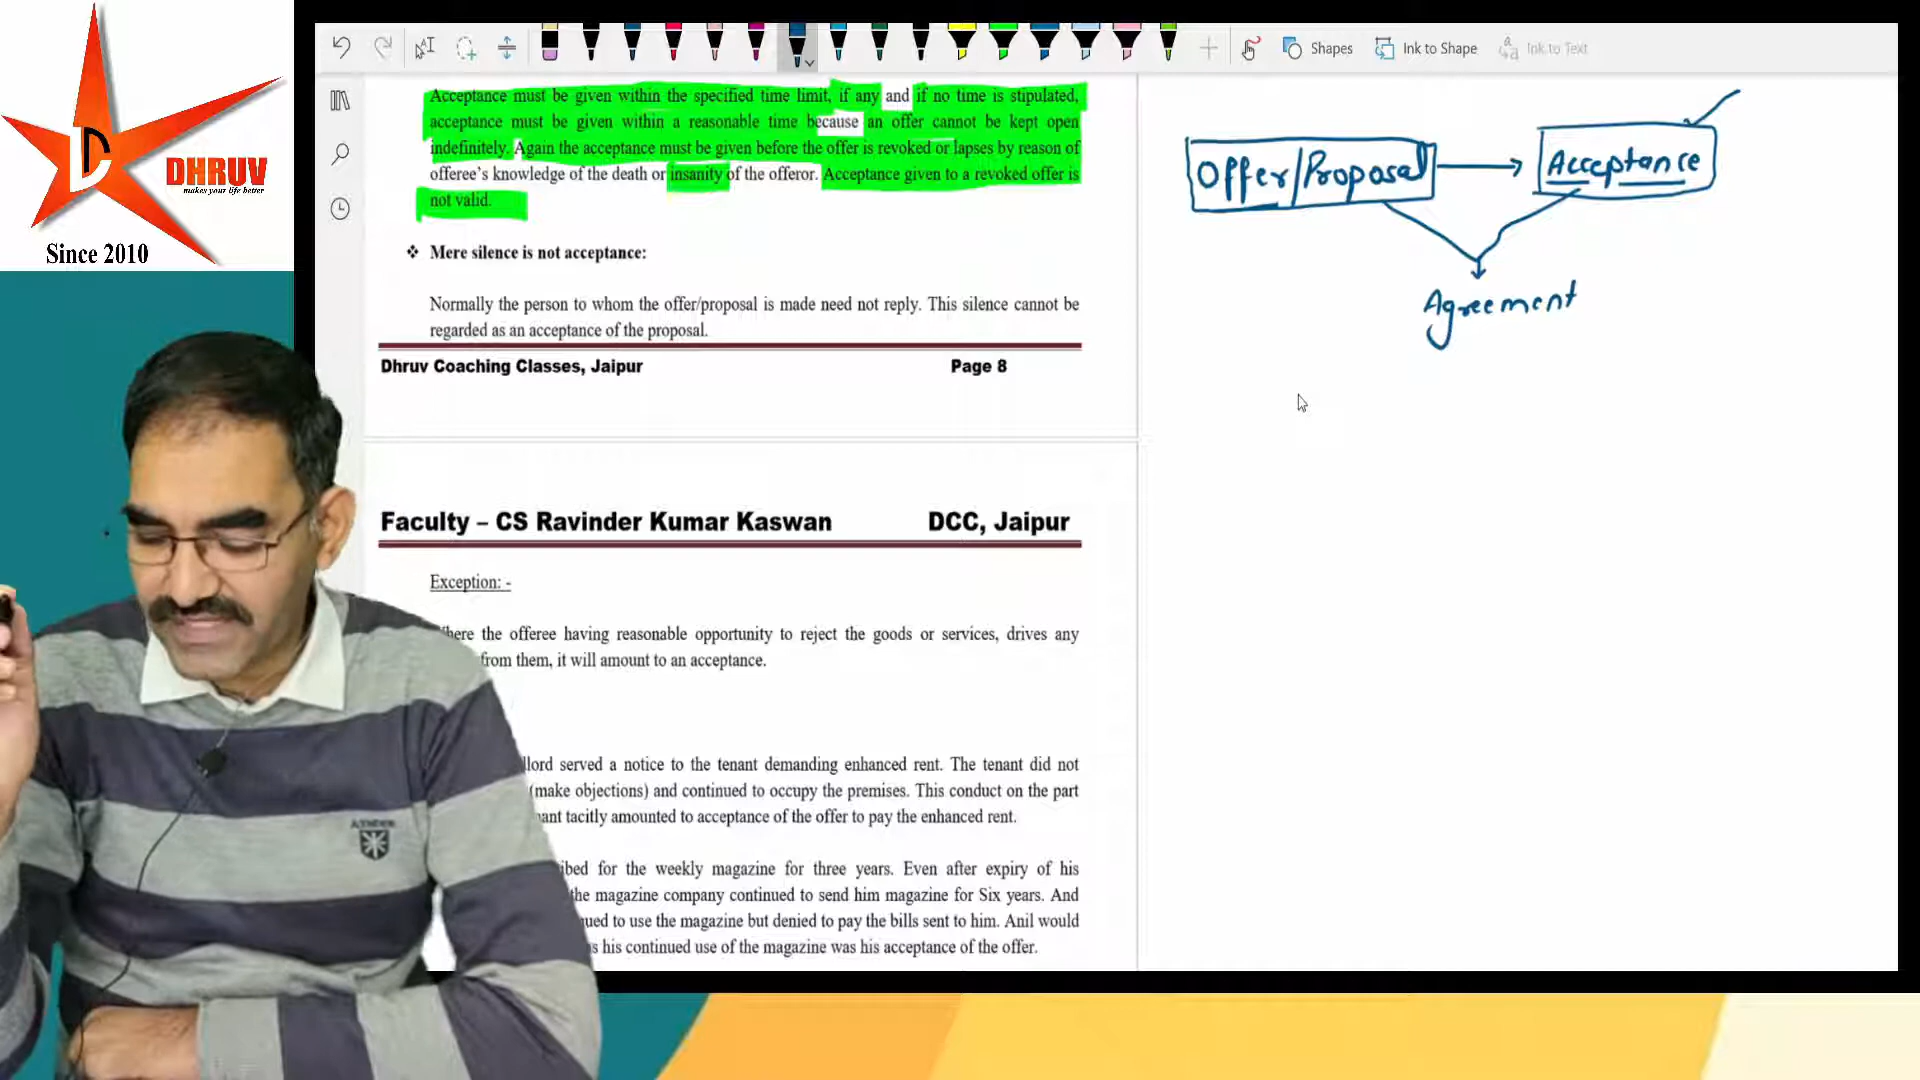 DHRUV
makes your life better
Since 2010
Shapes
Ink to Shape
Ink to Text
Acceptance must be given within the specified time limit, if any and if no time is stipulated,
acceptance must be given within a reasonable time because an offer cannot be kept open
indefinitely. Again the acceptance must be given before the offer is revoked or lapses by reason of
offeree's knowledge of the death or insanity of the offeror. Acceptance given to a revoked offer is
not valid.
❖ Mere silence is not acceptance:
Normally the person to whom the offer/proposal is made need not reply. This silence cannot be
regarded as an acceptance of the proposal.
Dhruv Coaching Classes, Jaipur Page 8
Faculty – CS Ravinder Kumar Kaswan DCC, Jaipur
Exception: -
the offeree having reasonable opportunity to reject the goods or services, drives any
from them, it will amount to an acceptance.
served a notice to the tenant demanding enhanced rent. The tenant did not
(make objections) and continued to occupy the premises. This conduct on the part
tacitly amounted to acceptance of the offer to pay the enhanced rent.
for the weekly magazine for three years. Even after expiry of his
the magazine company continued to send him magazine for Six years. And
to use the magazine but denied to pay the bills sent to him. Anil would
his continued use of the magazine was his acceptance of the offer.
Offer/Proposal
Acceptance
Agreement